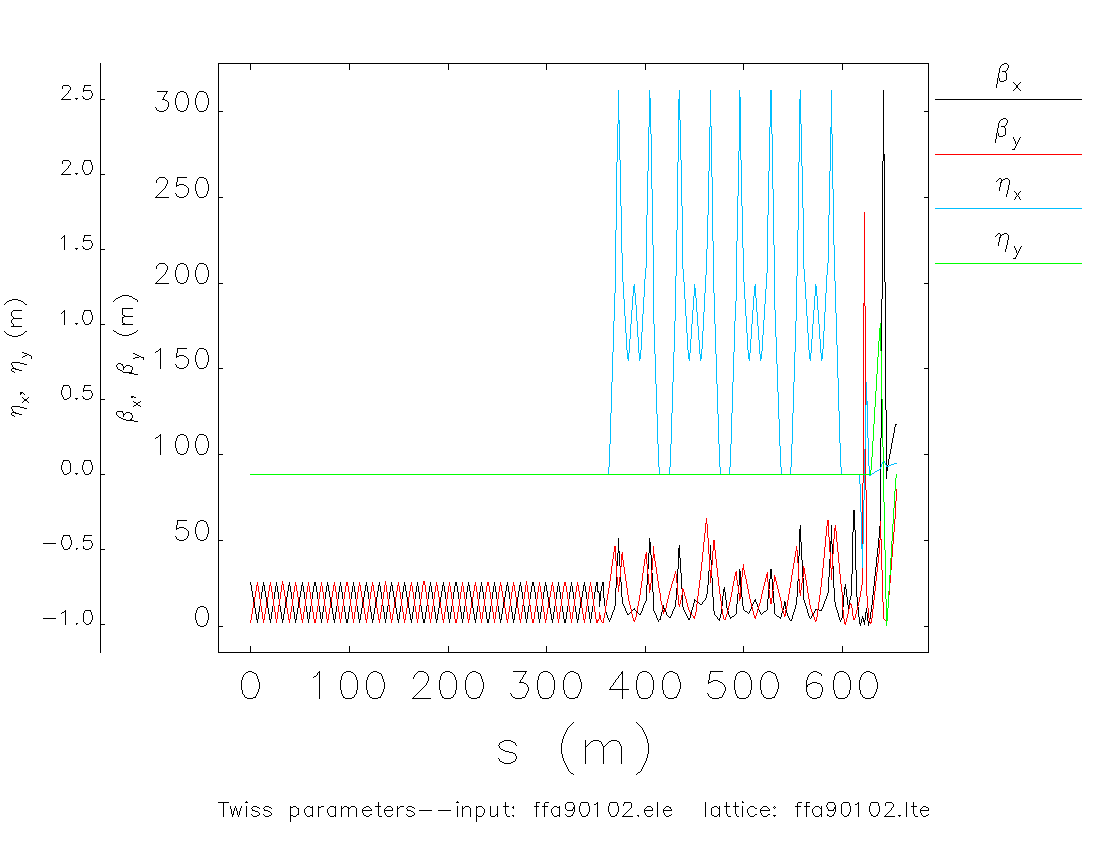 βx
βy
ηx
ηy
2.5
2.0
1.5
1.0
0.5
0.0
−0.5
−1.0
ηx, ηy (m)
300
250
200
150
100
50
0
βx, βy (m)
0 100 200 300 400 500 600
s (m)
Twiss parameters--input: ffa90102.ele lattice: ffa90102.lte